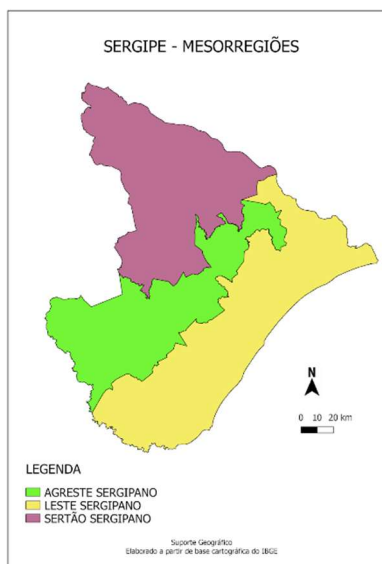 SERGIPE - MESORREGIÕES
N
0 10 20 km
LEGENDA
AGRESTE SERGIPANO
LESTE SERGIPANO
SERTÃO SERGIPANO
Suporte Geográfico
Elaborado a partir de base cartográfica do IBGE